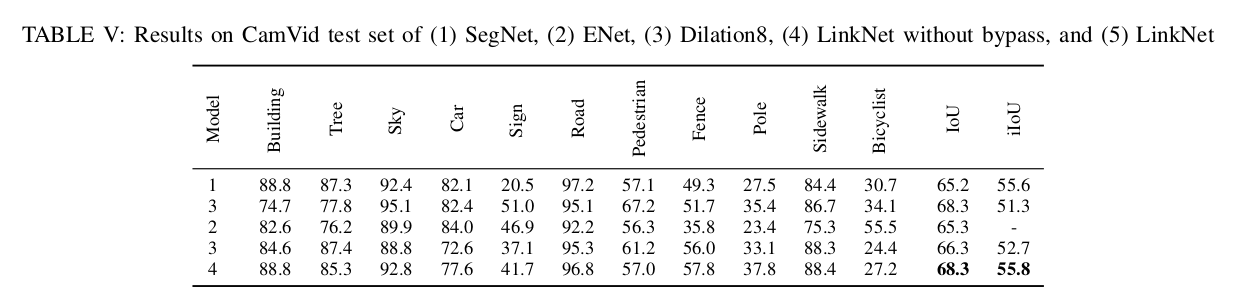 TABLE V: Results on CamVid test set of (1) SegNet, (2) ENet, (3) Dilation8, (4) LinkNet without bypass, and (5) LinkNet
Model Building Tree Sky Car Sign Road Pedestrian Fence Pole Sidewalk Bicyclist IoU iIoU
1 88.8 87.3 92.4 82.1 20.5 97.2 57.1 49.3 27.5 84.4 30.7 65.2 55.6
3 74.7 77.8 95.1 82.4 51.0 95.1 67.2 51.7 35.4 86.7 34.1 68.3 51.3
2 82.6 76.2 89.9 84.0 46.9 92.2 56.3 35.8 23.4 75.3 55.5 65.3 -
3 84.6 87.4 88.8 72.6 37.1 95.3 61.2 56.0 33.1 88.3 24.4 66.3 52.7
4 88.8 85.3 92.8 77.6 41.7 96.8 57.0 57.8 37.8 88.4 27.2 68.3 55.8